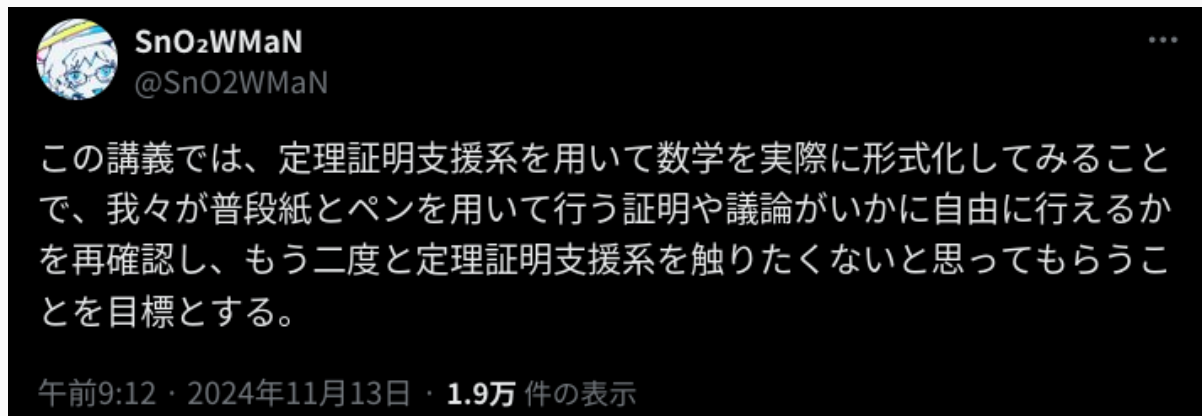 SnO₂WMaN
@SnO2WMaN
この講義では、定理証明支援系を用いて数学を実際に形式化してみること
で、我々が普段紙とペンを用いて行う証明や議論がいかに自由に行えるか
を再確認し、もう二度と定理証明支援系を触りたくないと思ってもらうこ
とを目標とする。
午前9:12 · 2024年11月13日 · 1.9万 件の表示